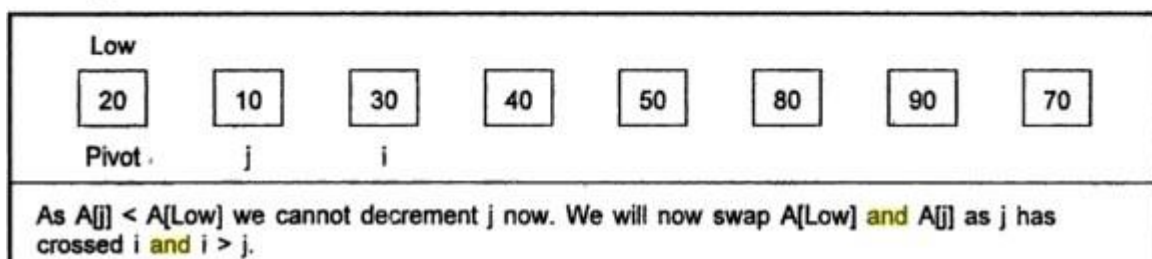 Low
20 10 30 40 50 80 90 70
Pivot j i
As A[j] < A[Low] we cannot decrement j now. We will now swap A[Low] and A[j] as j has
crossed i and i > j.